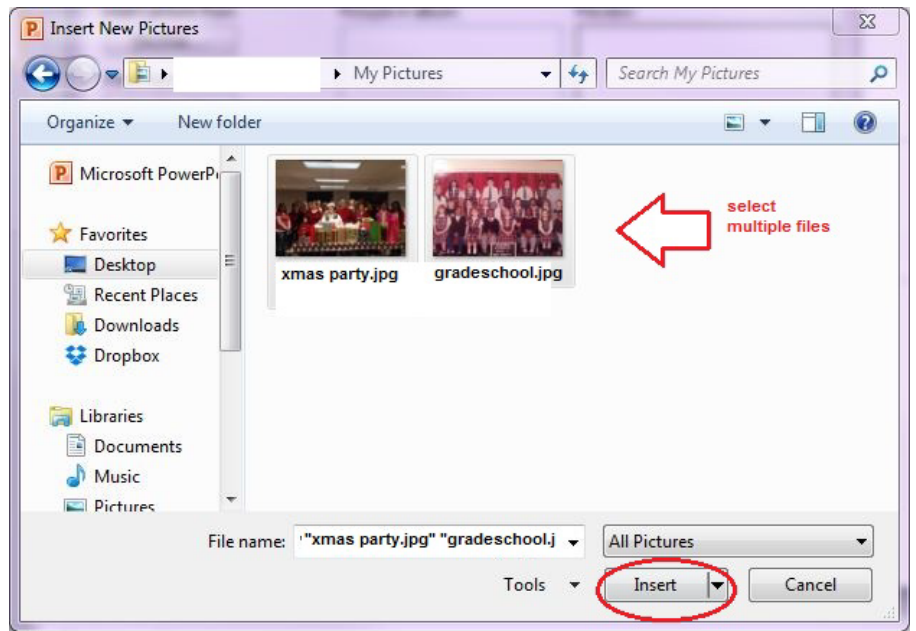 Insert New Pictures
My Pictures
Search My Pictures
Organize
New folder
Microsoft PowerP
Favorites
Desktop
Recent Places
Downloads
Dropbox
Libraries
Documents
Music
Pictures
xmas party.jpg
gradeschool.jpg
select
multiple files
File name: "xmas party.jpg" "gradeschool.j
All Pictures
Tools
Insert
Cancel